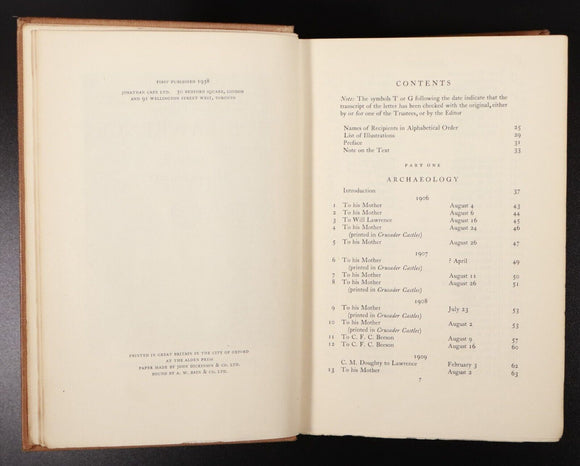 FIRST PUBLISHED 1938
JONATHAN CAPE LTD. 30 BEDFORD SQUARE, LONDON
AND 91 WELLINGTON STREET WEST, TORONTO
PRINTED IN GREAT BRITAIN IN THE CITY OF OXFORD
AT THE ALDEN PRESS
PAPER MADE BY JOHN DICKINSON & CO. LTD.
BOUND BY A. W. BAIN & CO. LTD.
CONTENTS
Note: The symbols T or G following the date indicate that the
transcript of the letter has been checked with the original, either
by or for one of the Trustees, or by the Editor
Names of Recipients in Alphabetical Order 25
List of Illustrations 29
Preface 31
Note on the Text 33
PART ONE
ARCHAEOLOGY
Introduction 37
1906
1 To his Mother August 4 43
2 To his Mother August 6 44
3 To Will Lawrence August 16 45
4 To his Mother August 24 46
(printed in Crusader Castles)
5 To his Mother August 26 47
1907
6 To his Mother ? April 49
(printed in Crusader Castles)
7 To his Mother August 11 50
8 To his Mother August 26 51
(printed in Crusader Castles)
1908
9 To his Mother July 23 53
(printed in Crusader Castles)
10 To his Mother August 2 53
(printed in Crusader Castles)
11 To C. F. C. Beeson August 9 57
12 To C. F. C. Beeson August 16 60
1909
C. M. Doughty to Lawrence February 3 62
13 To his Mother August 2 63
7